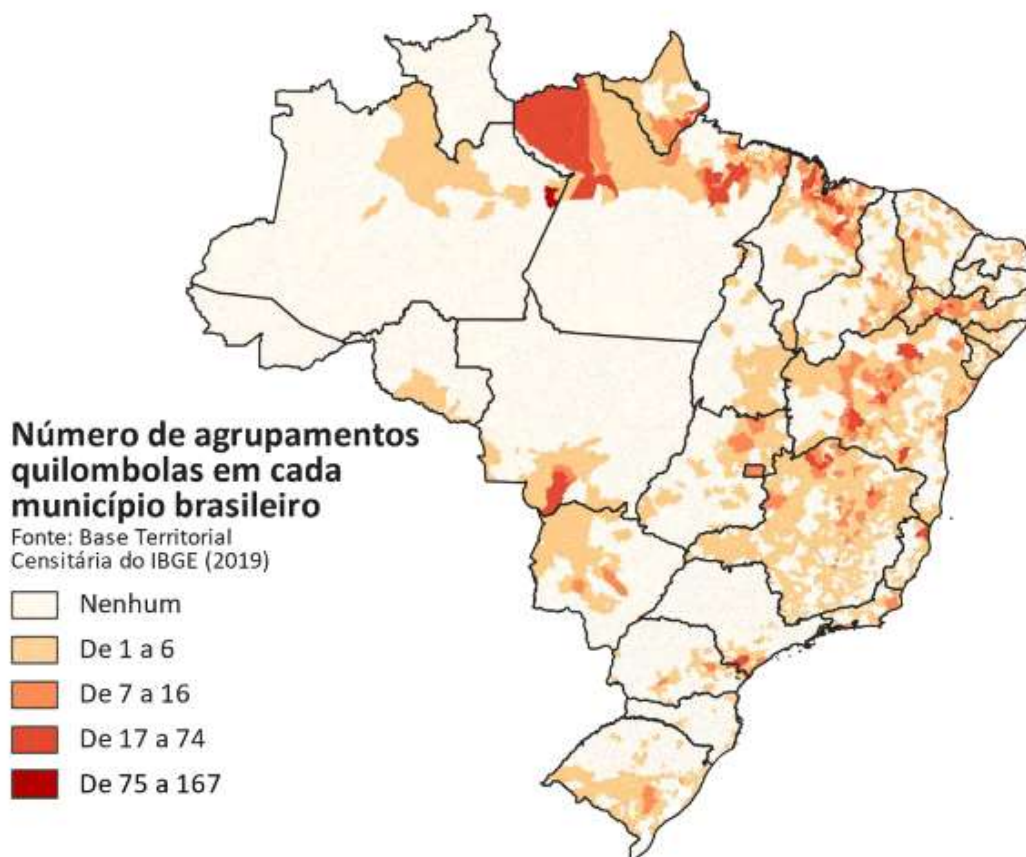 Número de agrupamentos
quilombolas em cada
município brasileiro
Fonte: Base Territorial
Censitária do IBGE (2019)
Nenhum
De 1 a 6
De 7 a 16
De 17 a 74
De 75 a 167